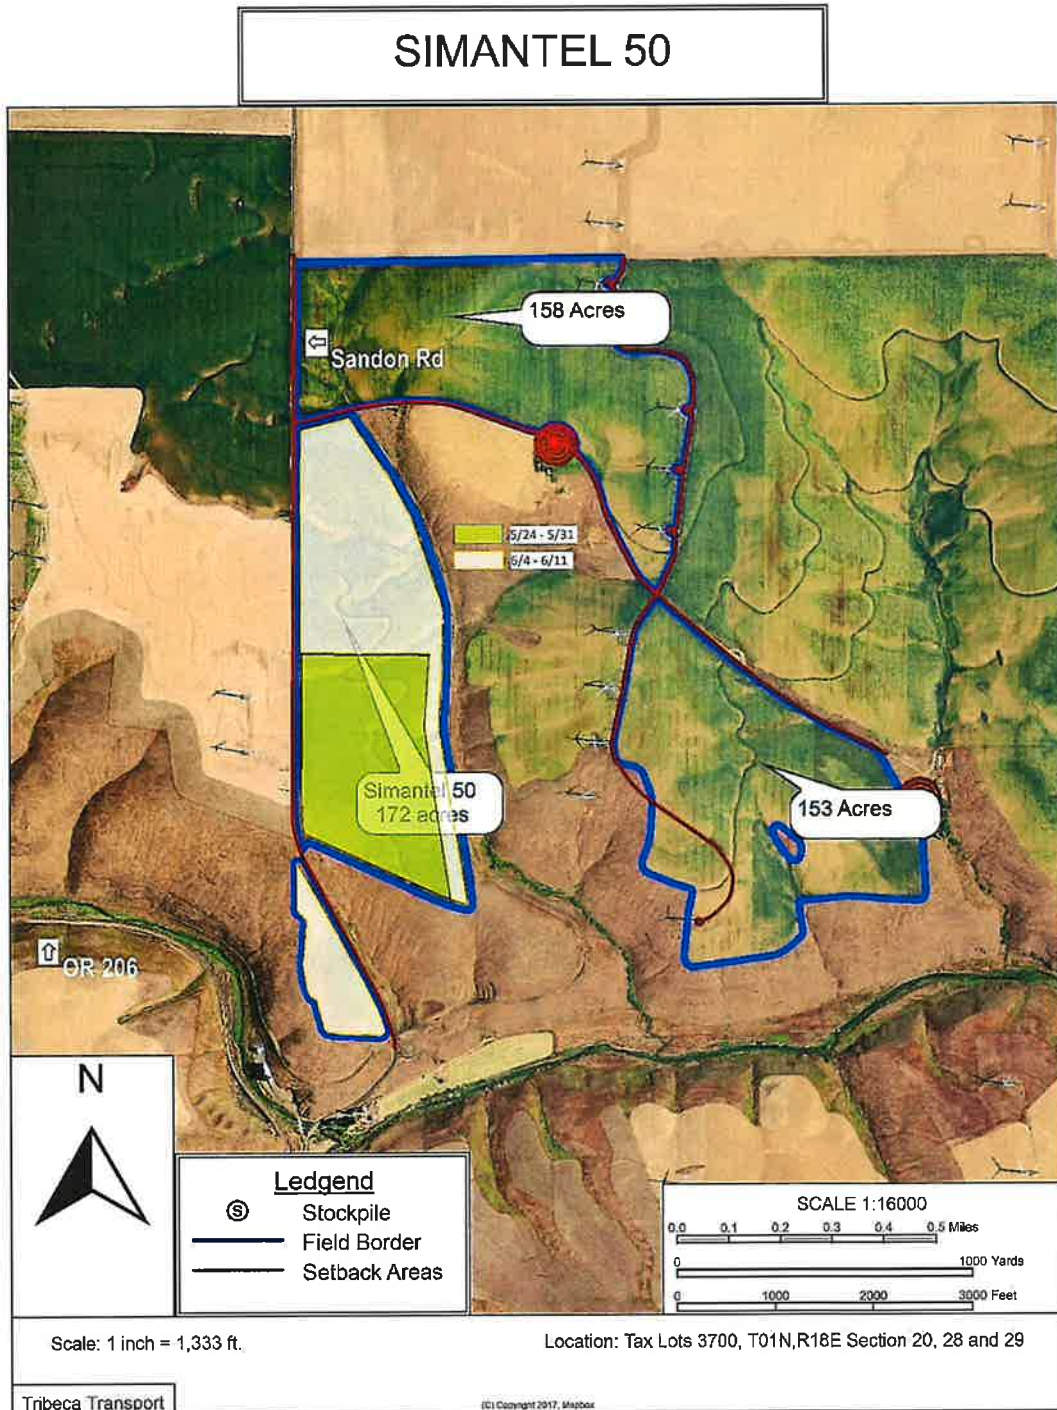 SIMANTEL 50
158 Acres
Sandon Rd
5/24 - 5/31
6/4 - 6/11
Simantel 50
172 acres
153 Acres
OR 206
N
Ledgend
S Stockpile
Field Border
Setback Areas
SCALE 1:16000
0.0 0.1 0.2 0.3 0.4 0.5 Miles
0 1000 Yards
0 1000 2000 3000 Feet
Scale: 1 inch = 1,333 ft.
Location: Tax Lots 3700, T01N,R18E Section 20, 28 and 29
Tribeca Transport
(C) Copyright 2017, Mapbox